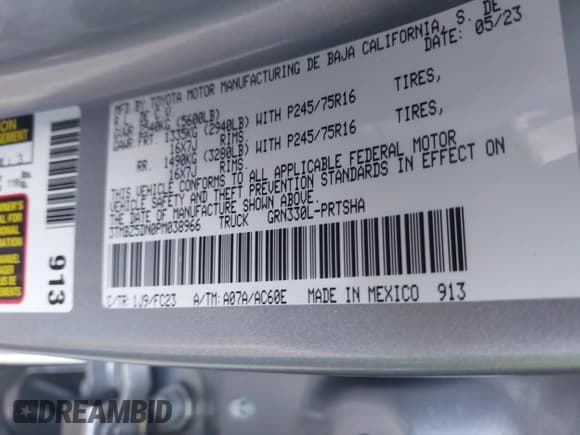 MFD BY: TOYOTA MOTOR MANUFACTURING DE BAJA CALIFORNIA, S. DE
R. L. DE C.V. DATE: 05/23
GVWR 2540KG (5600LB)
GAWR:FRT. 1335KG (2940LB) WITH P245/75R16 TIRES,
16X7J RIMS.
RR. 1490KG (3280LB) WITH P245/75R16 TIRES,
16X7J RIMS.
THIS VEHICLE CONFORMS TO ALL APPLICABLE FEDERAL MOTOR
VEHICLE SAFETY AND THEFT PREVENTION STANDARDS IN EFFECT ON
THE DATE OF MANUFACTURE SHOWN ABOVE.
3TMBZ5DN0PM038966 TRUCK GRN330L-PRTSHA
C/TR:1J9/FC23 A/TM:A07A/AC60E MADE IN MEXICO 913
913
DREAMBID